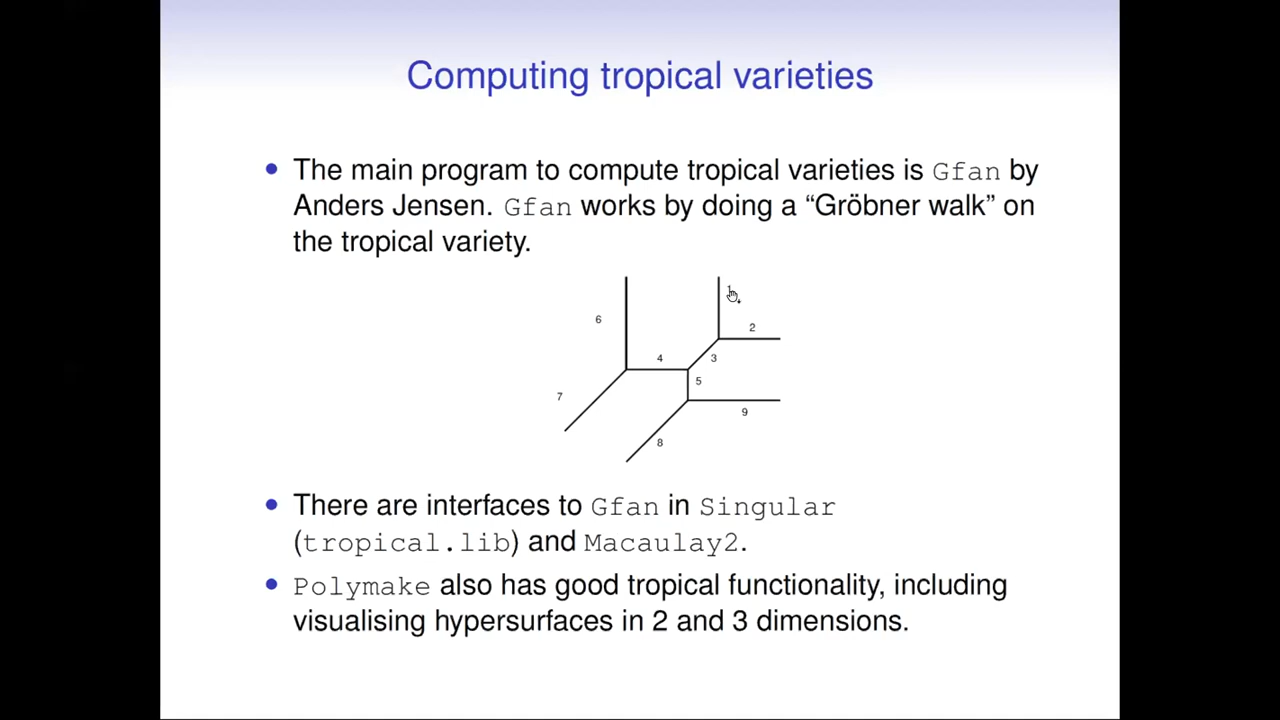 Computing tropical varieties
• The main program to compute tropical varieties is Gfan by
Anders Jensen. Gfan works by doing a “Gröbner walk” on
the tropical variety.
6
2
4
3
5
7
9
8
• There are interfaces to Gfan in Singular
(tropical.lib) and Macaulay2.
• Polymake also has good tropical functionality, including
visualising hypersurfaces in 2 and 3 dimensions.